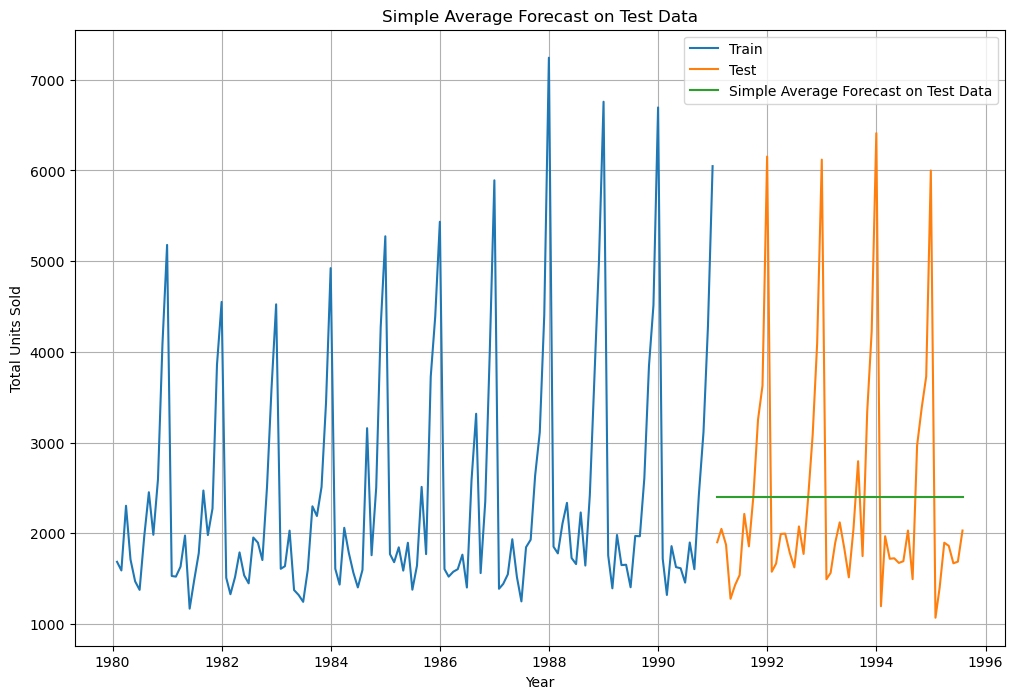 Simple Average Forecast on Test Data
Train
Test
Simple Average Forecast on Test Data
Total Units Sold
7000
6000
5000
4000
3000
2000
1000
1980
1982
1984
1986
1988
1990
1992
1994
1996
Year